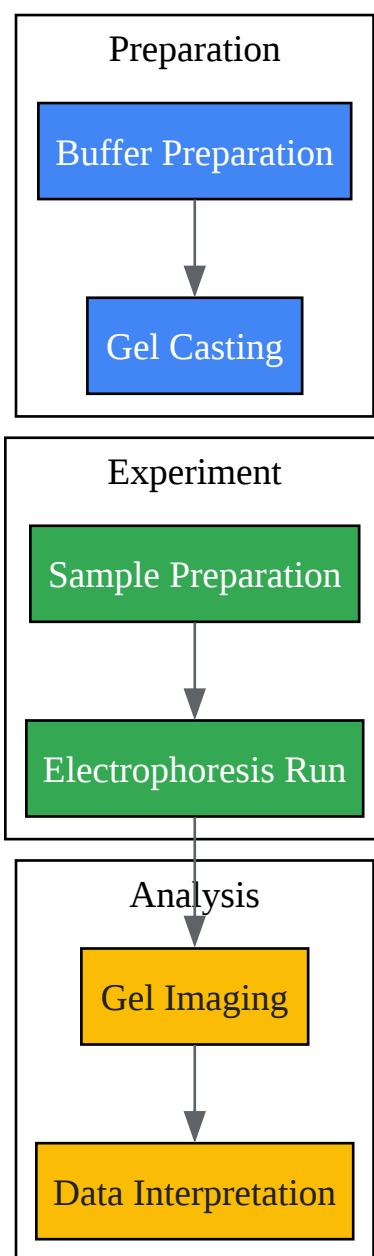 Preparation
Buffer Preparation
Gel Casting
Experiment
Sample Preparation
Electrophoresis Run
Analysis
Gel Imaging
Data Interpretation